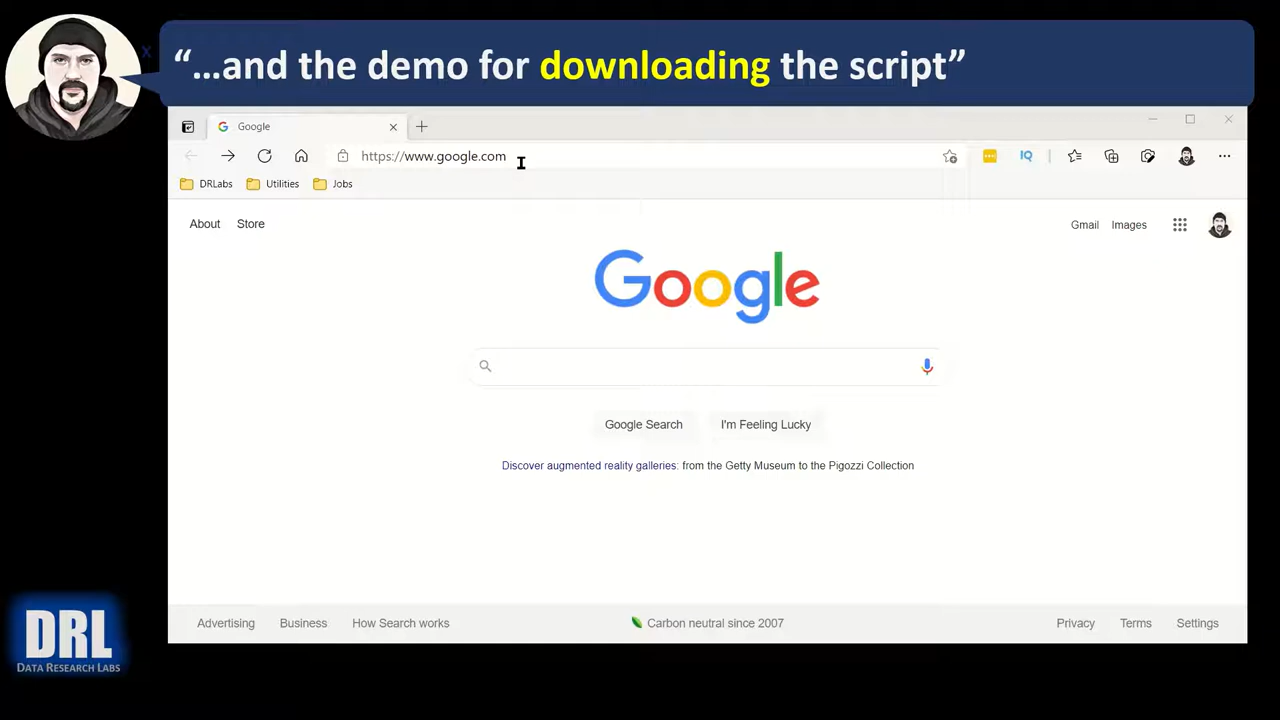 “...and the demo for downloading the script”
x
Google
https://www.google.com
IQ
DRLabs Utilities Jobs
About Store
Gmail Images
Google
Google Search I'm Feeling Lucky
Discover augmented reality galleries: from the Getty Museum to the Pigozzi Collection
Advertising Business How Search works
Carbon neutral since 2007
Privacy Terms Settings
DRL
DATA RESEARCH LABS